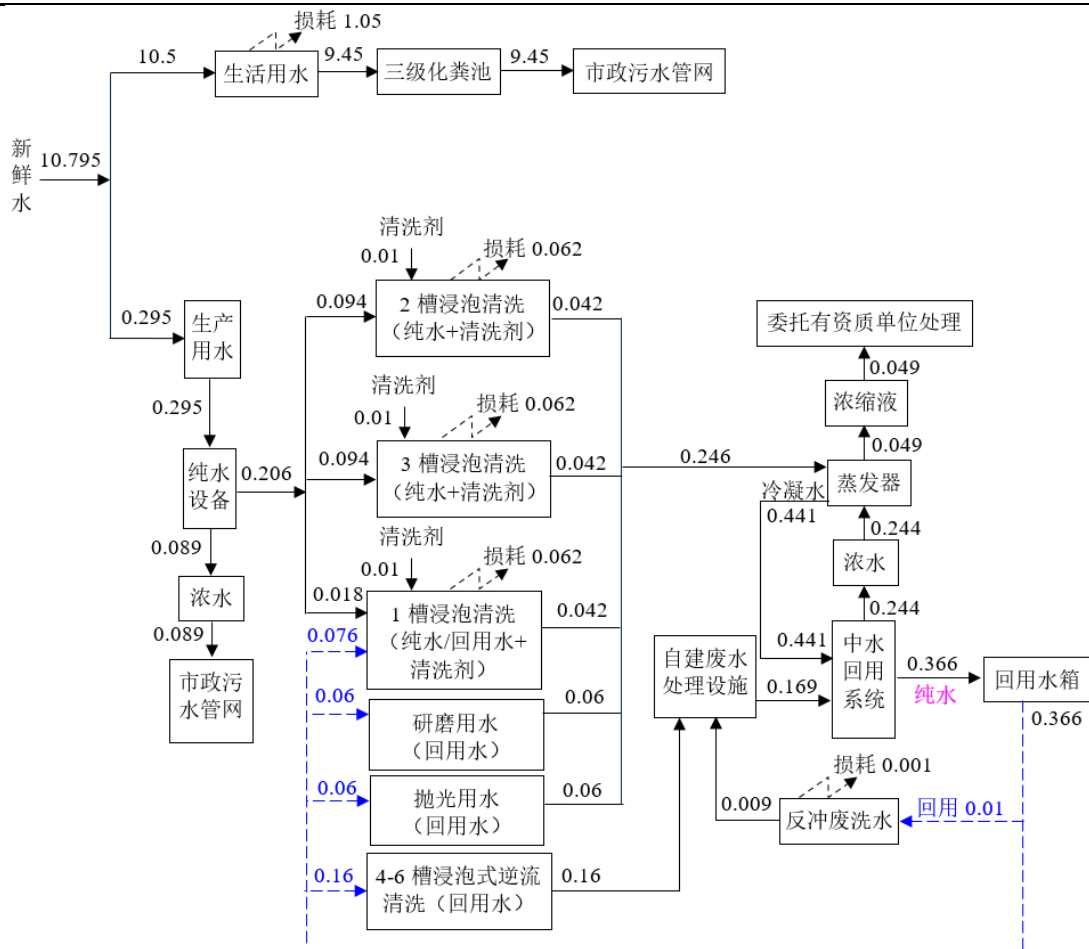 损耗 1.05
10.5
生活用水
9.45
三级化粪池
9.45
市政污水管网
新
鲜
水
10.795
清洗剂
0.01
损耗 0.062
0.094
2 槽浸泡清洗
（纯水+清洗剂）
0.042
0.295
生产
用水
委托有资质单位处理
0.049
浓缩液
0.049
清洗剂
0.01
损耗 0.062
0.295
纯水
设备
0.206
0.094
3 槽浸泡清洗
（纯水+清洗剂）
0.042
0.246
蒸发器
冷凝水
0.441
0.244
浓水
0.244
0.089
浓水
0.089
市政污
水管网
清洗剂
0.01
损耗 0.062
0.018
0.076
1 槽浸泡清洗
（纯水/回用水+
清洗剂）
0.042
自建废水
处理设施
0.169
0.441
中水
回用
系统
0.366
纯水
回用水箱
0.366
0.06
研磨用水
（回用水）
0.06
0.06
抛光用水
（回用水）
0.06
损耗 0.001
0.009
反冲废洗水
回用 0.01
0.16
4-6 槽浸泡式逆流
清洗（回用水）
0.16